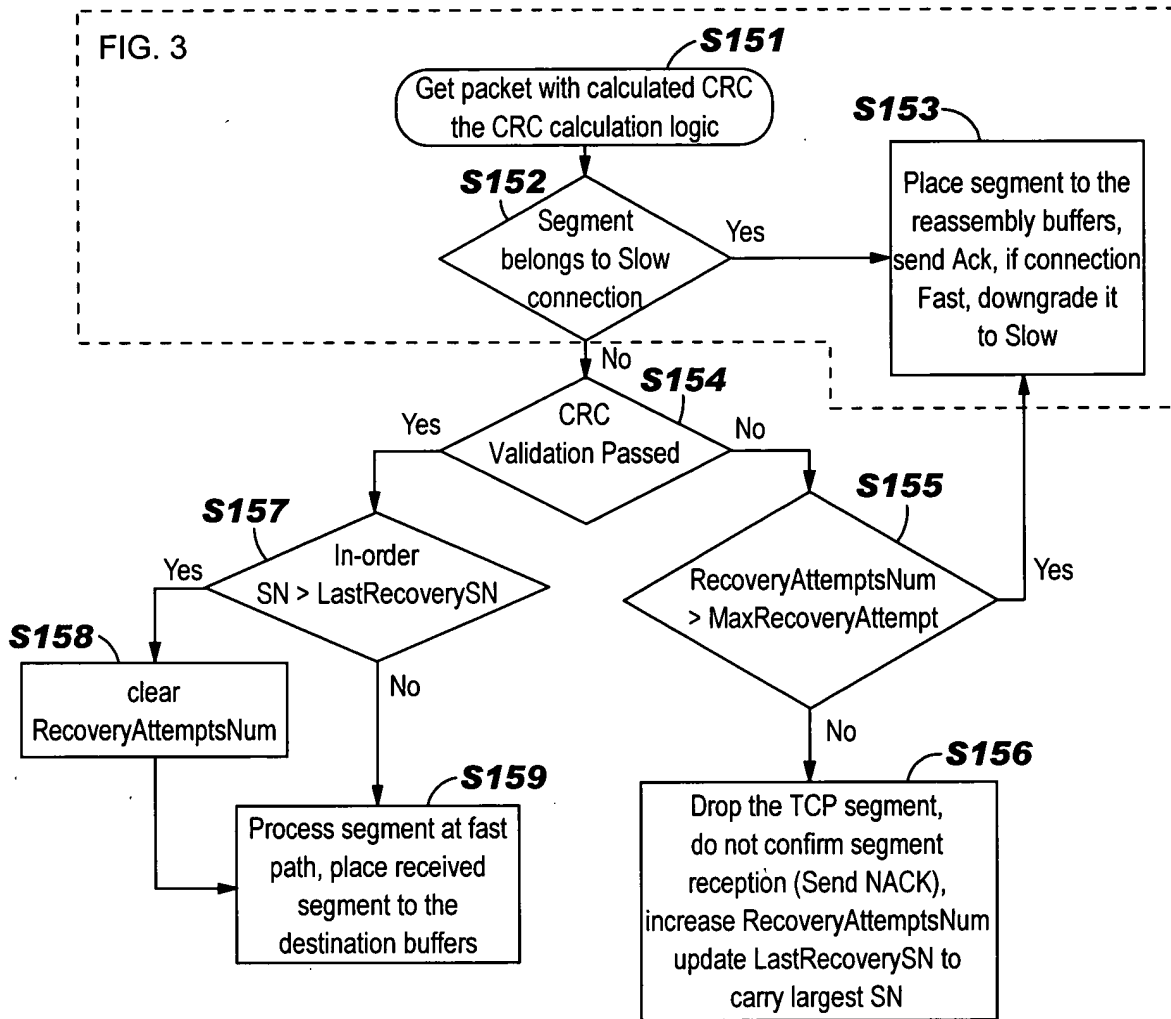 FIG. 3
S151
Get packet with calculated CRC
the CRC calculation logic
S152
Segment
belongs to Slow
connection
Yes
No
S153
Place segment to the
reassembly buffers,
send Ack, if connection
Fast, downgrade it
to Slow
S154
CRC
Validation Passed
Yes
No
S155
RecoveryAttemptsNum
> MaxRecoveryAttempt
Yes
No
S157
In-order
SN > LastRecoverySN
Yes
No
S158
clear
RecoveryAttemptsNum
S159
Process segment at fast
path, place received
segment to the
destination buffers
S156
Drop the TCP segment,
do not confirm segment
reception (Send NACK),
increase RecoveryAttemptsNum
update LastRecoverySN to
carry largest SN